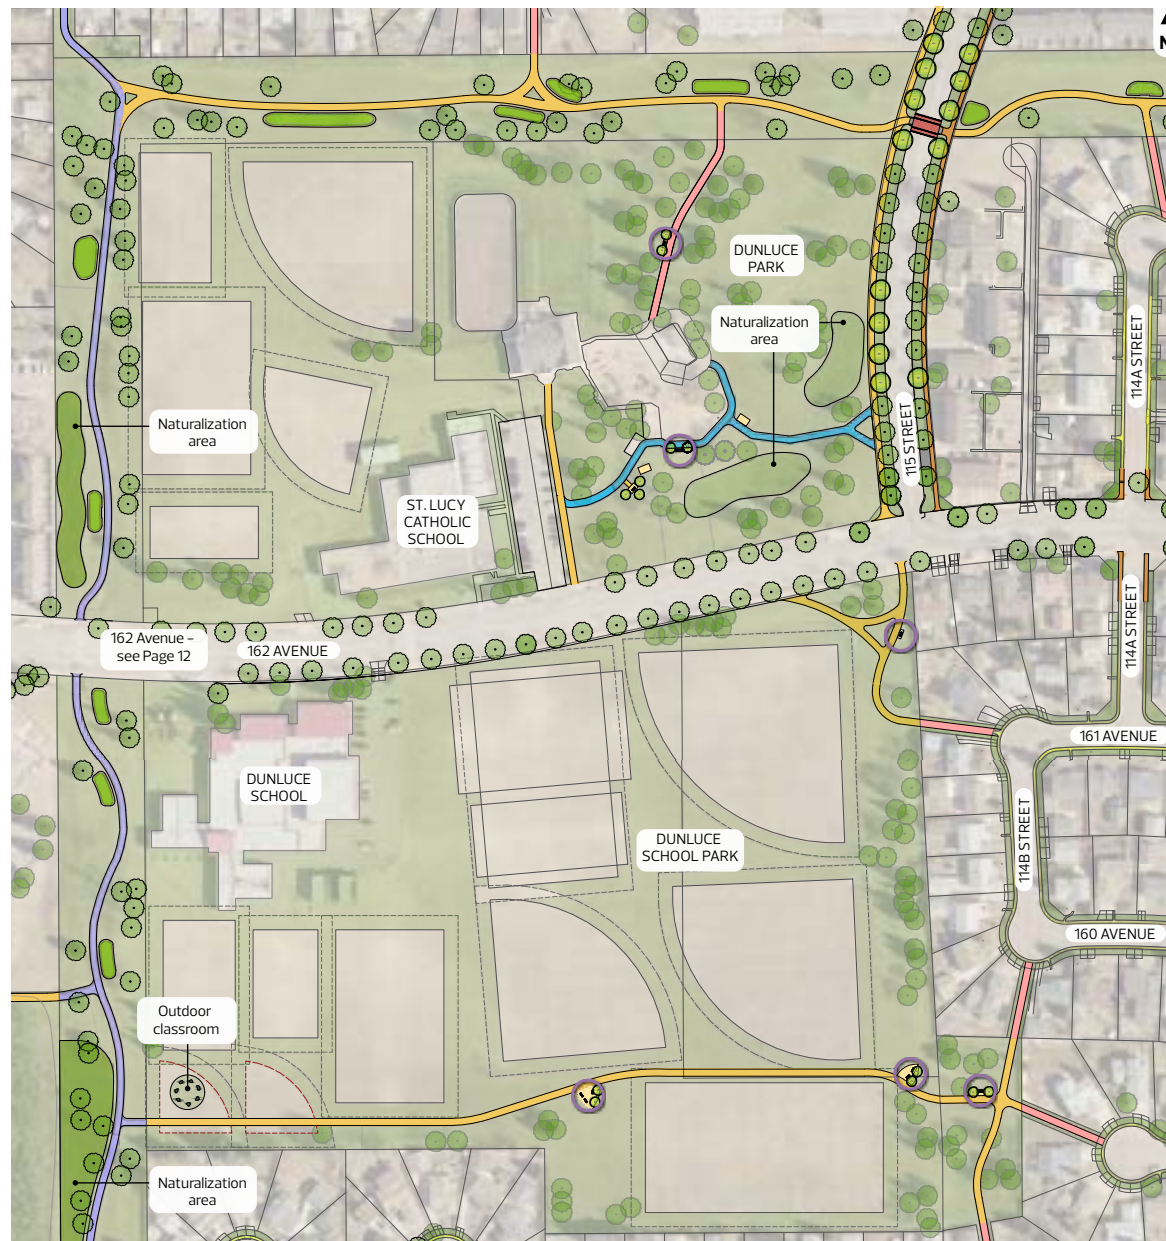 N
DUNLUCE
PARK
Naturalization
area
114A STREET
Naturalization
area
115 STREET
ST. LUCY
CATHOLIC
SCHOOL
162 Avenue –
see Page 12
162 AVENUE
114A STREET
161 AVENUE
DUNLUCE
SCHOOL
114B STREET
DUNLUCE
SCHOOL PARK
160 AVENUE
Outdoor
classroom
Naturalization
area